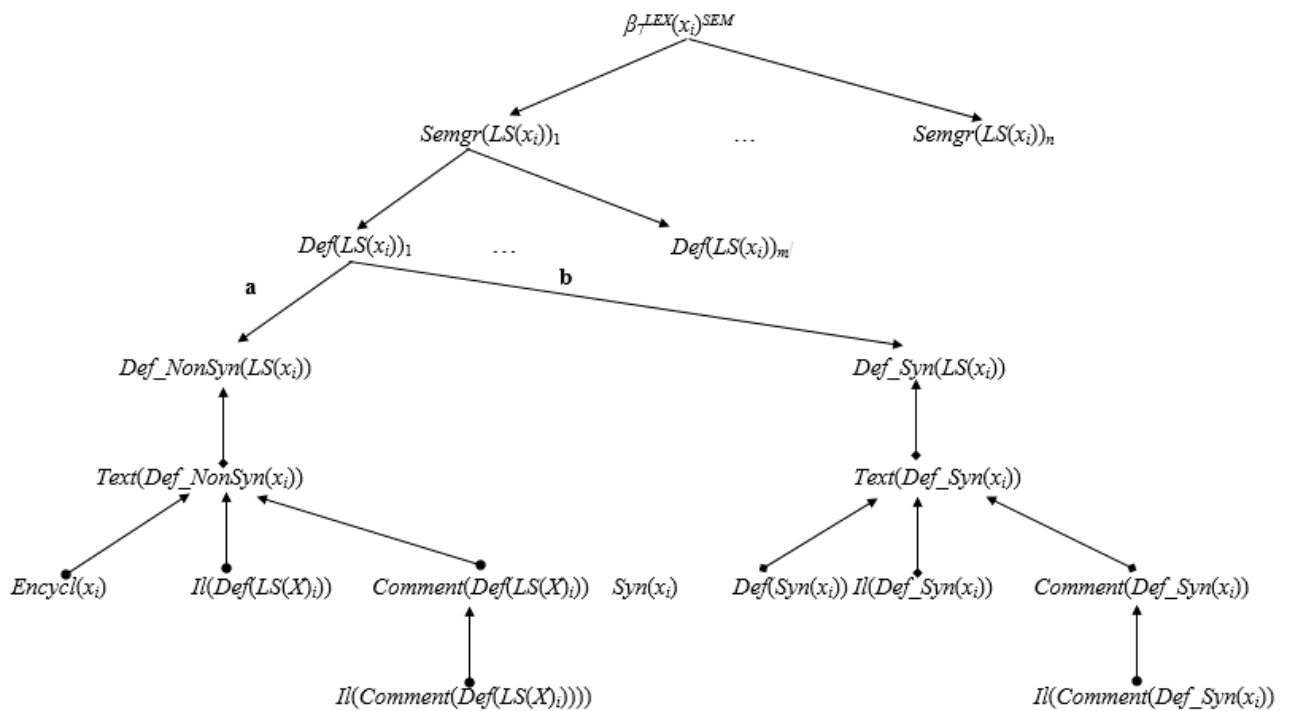 β₇ᴸᴱˣ(xᵢ)ˢᴱᴹ
Semgr(LS(xᵢ))₁ ... Semgr(LS(xᵢ))ₙ
Def(LS(xᵢ))₁ ... Def(LS(xᵢ))ₘ
a b
Def_NonSyn(LS(xᵢ)) Def_Syn(LS(xᵢ))
Text(Def_NonSyn(xᵢ)) Text(Def_Syn(xᵢ))
Encycl(xᵢ) Il(Def(LS(X)ᵢ)) Comment(Def(LS(X)ᵢ)) Syn(xᵢ) Def(Syn(xᵢ)) Il(Def_Syn(xᵢ)) Comment(Def_Syn(xᵢ))
Il(Comment(Def(LS(X)ᵢ)))) Il(Comment(Def_Syn(xᵢ))